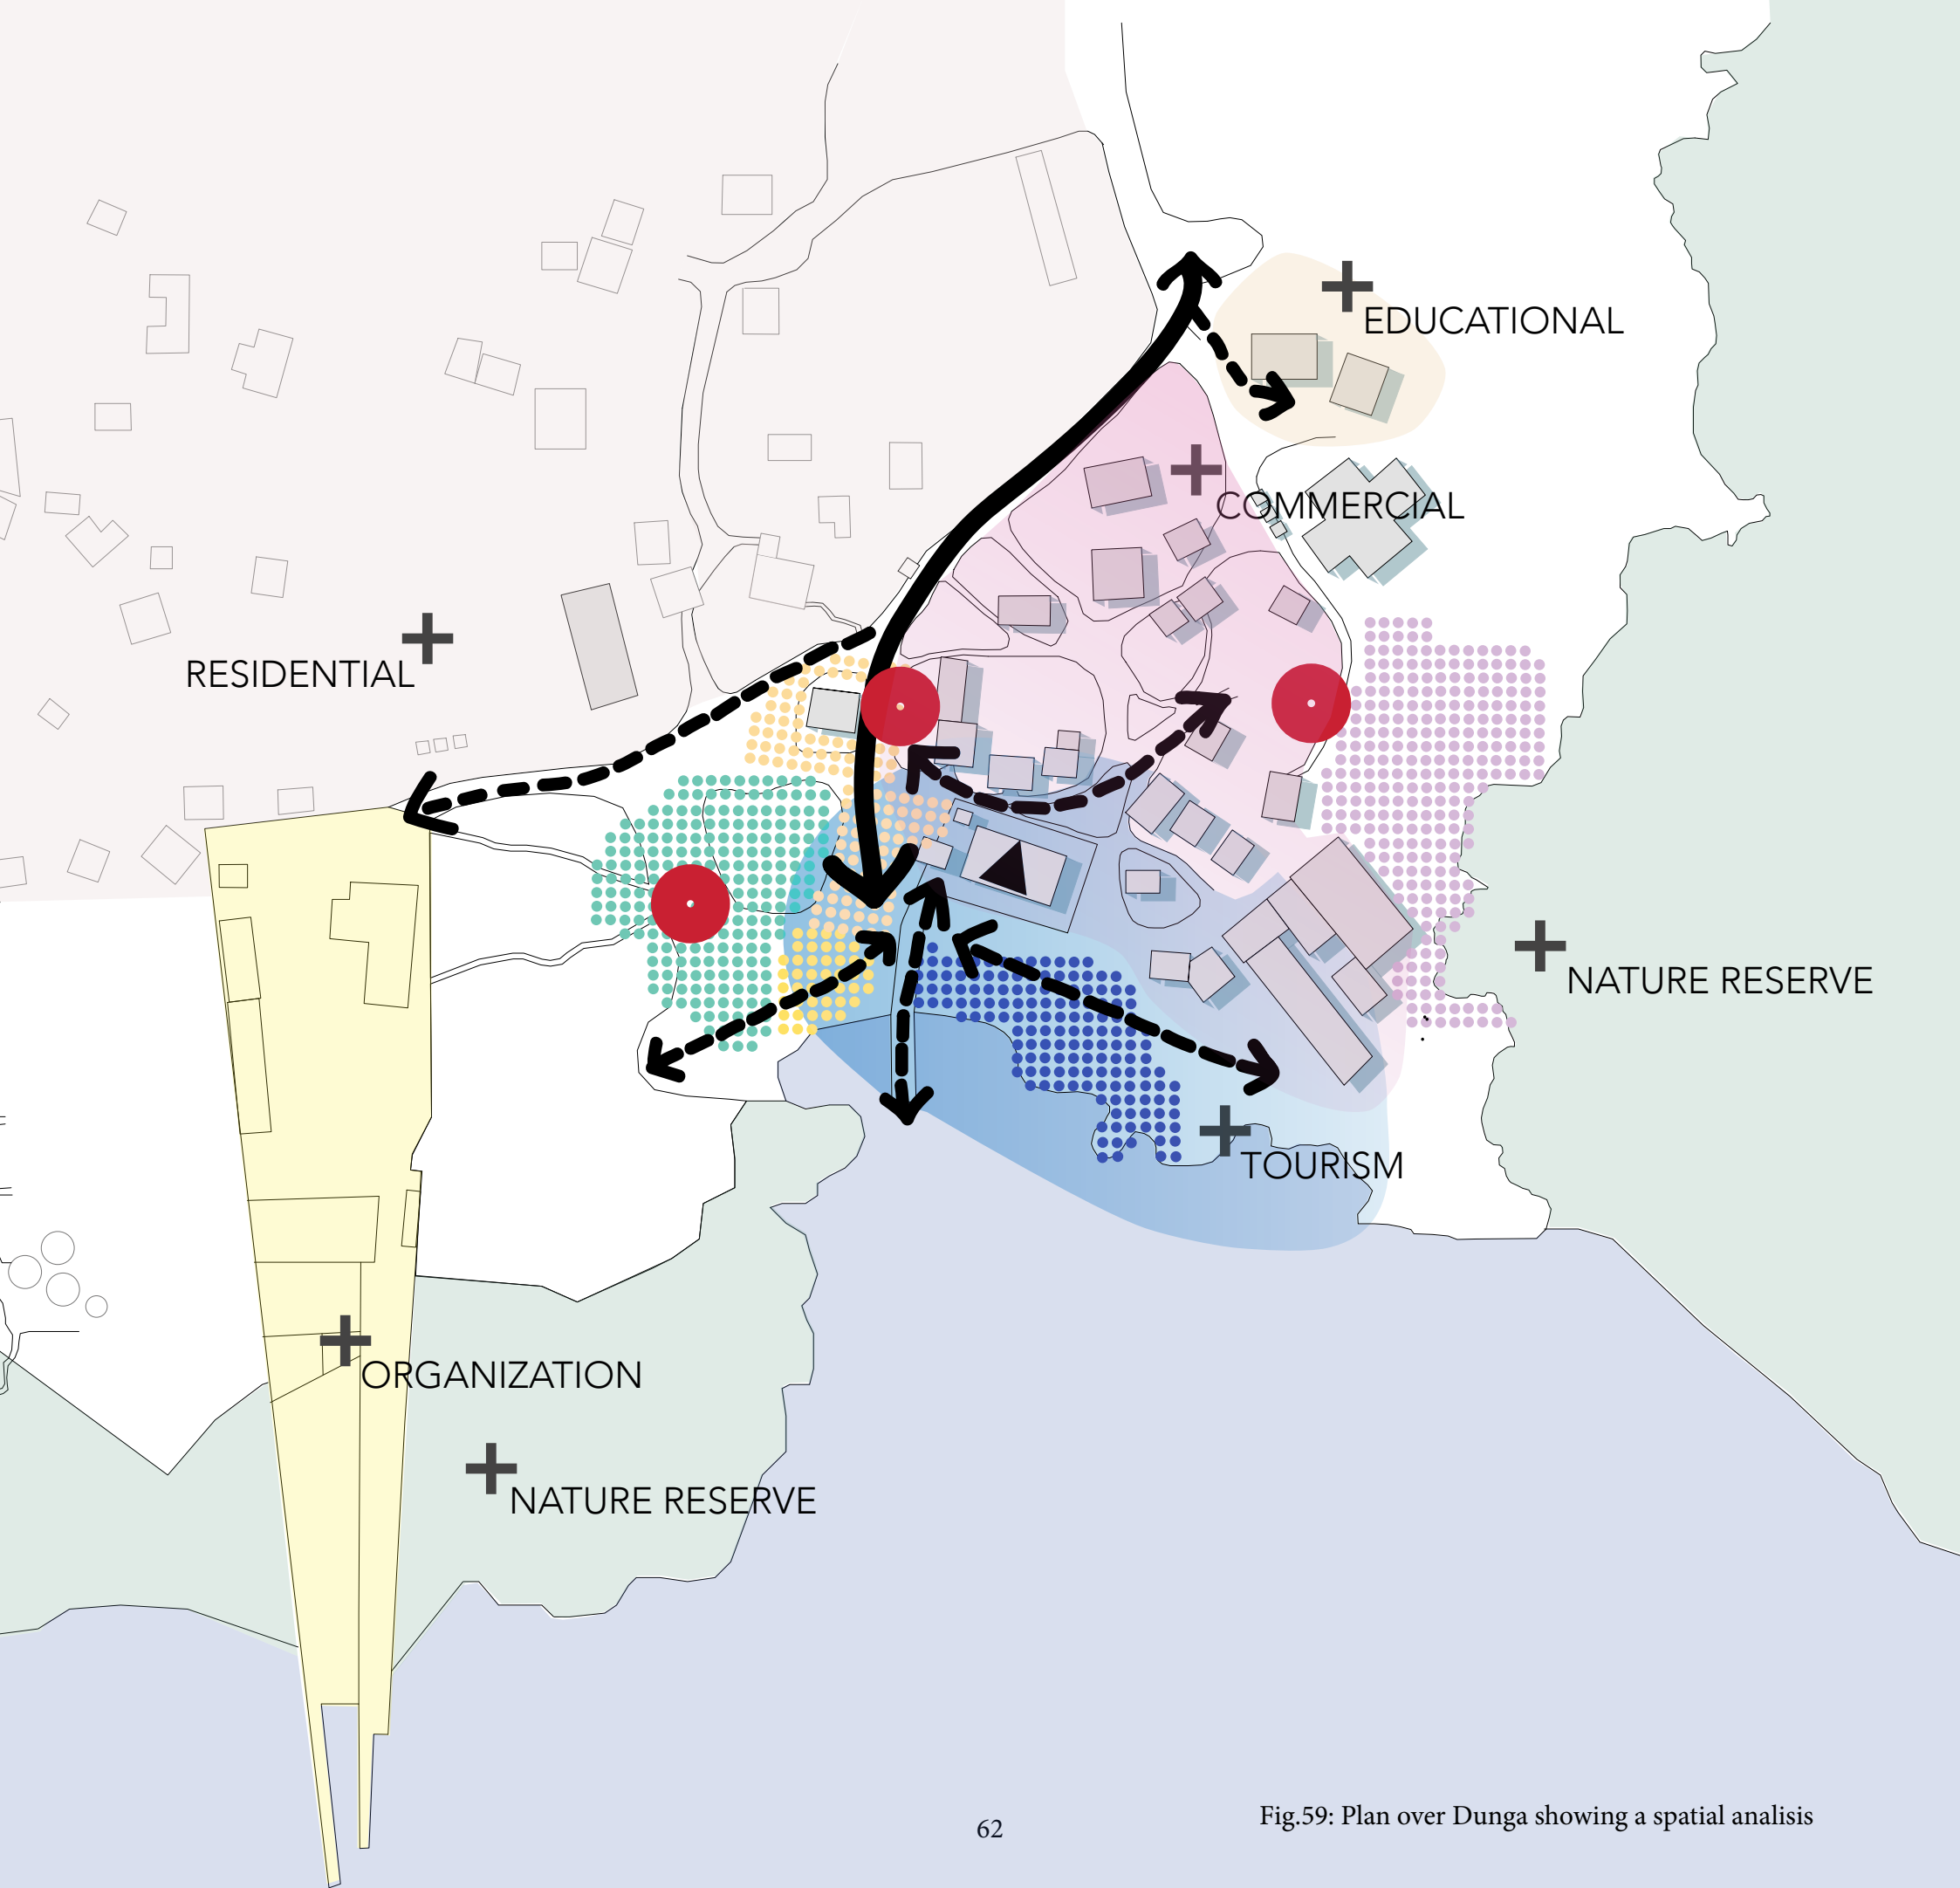 EDUCATIONAL
COMMERCIAL
RESIDENTIAL
NATURE RESERVE
TOURISM
ORGANIZATION
NATURE RESERVE
62
Fig.59: Plan over Dunga showing a spatial analisis